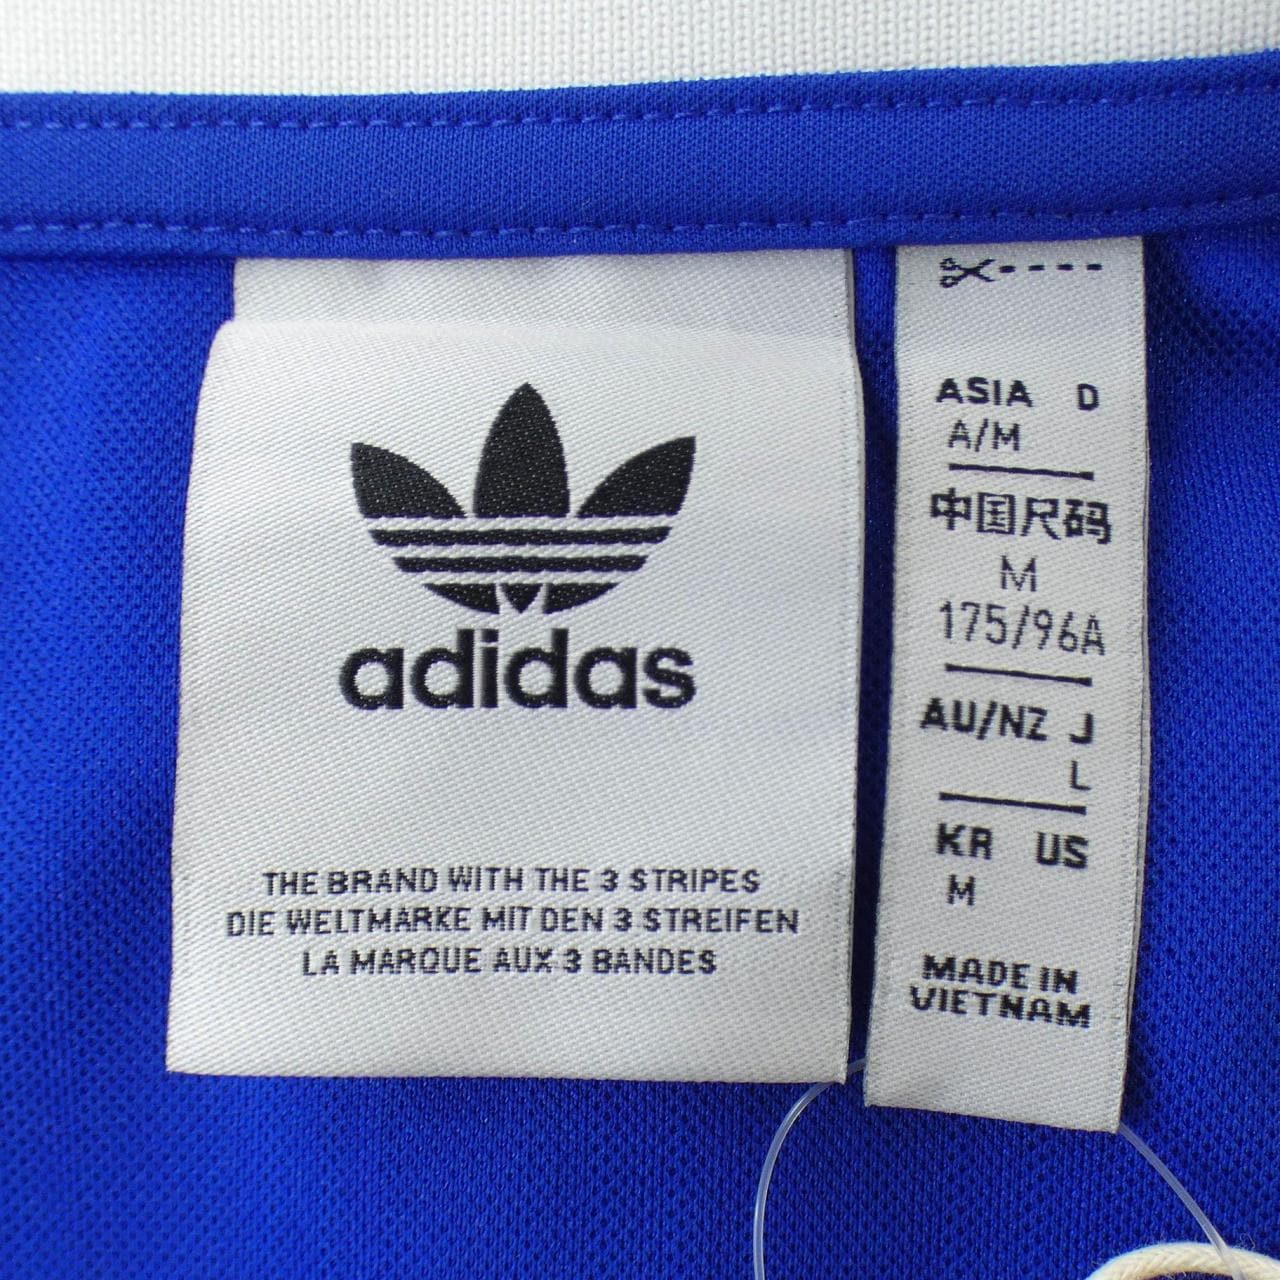 adidas
THE BRAND WITH THE 3 STRIPES
DIE WELTMARKE MIT DEN 3 STREIFEN
LA MARQUE AUX 3 BANDES
ASIA D
A/M
中国尺码
M
175/96A
AU/NZ J
L
KR US
M
MADE IN
VIETNAM